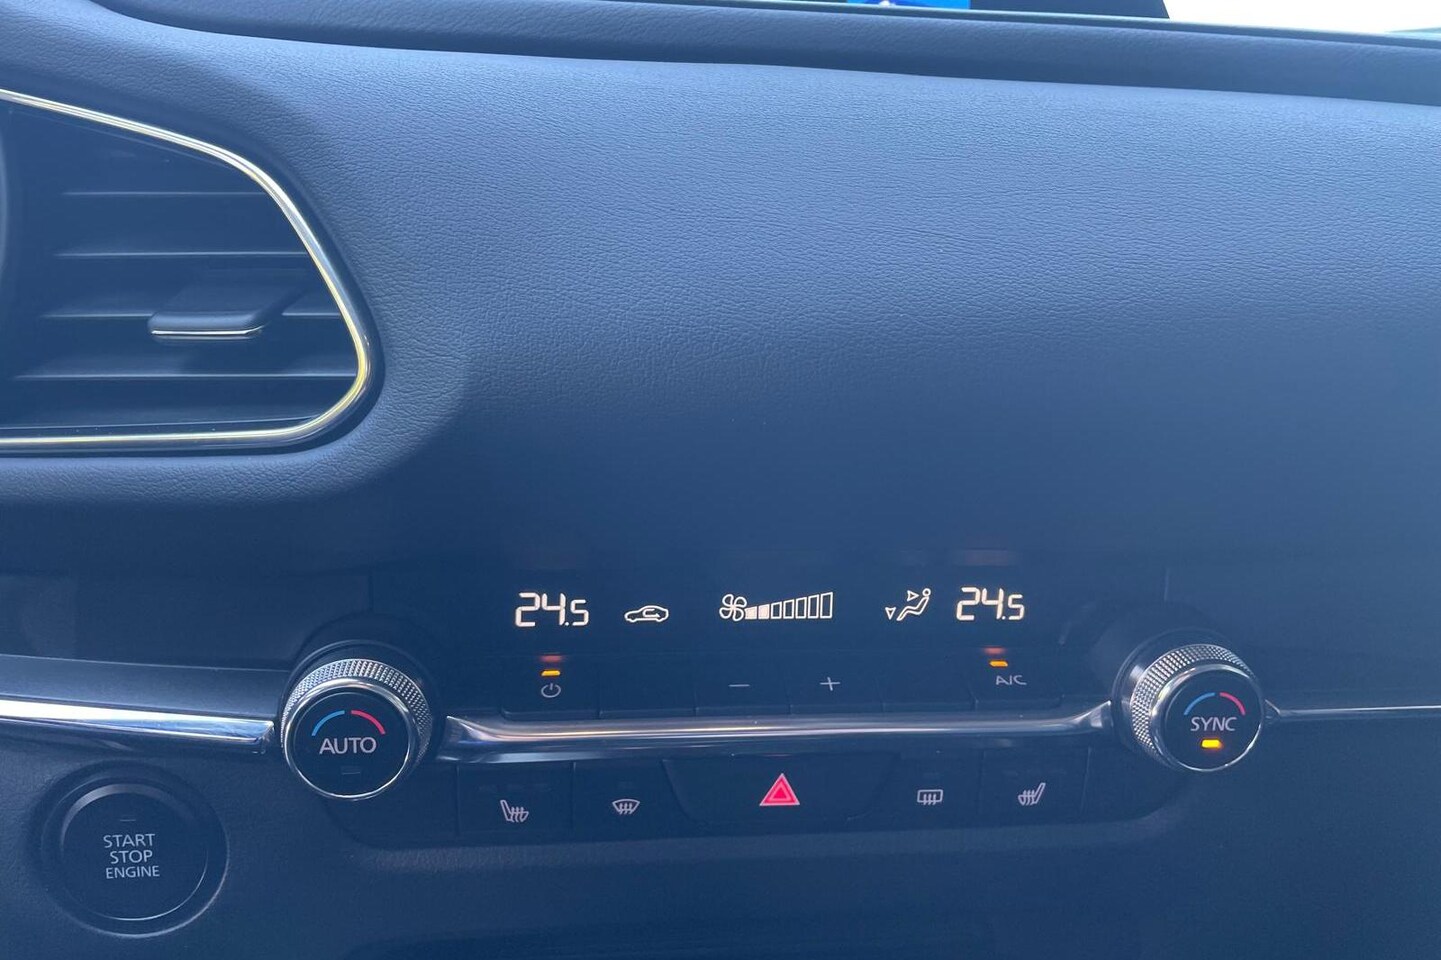 24.5
24.5
A/C
AUTO
SYNC
START
STOP
ENGINE